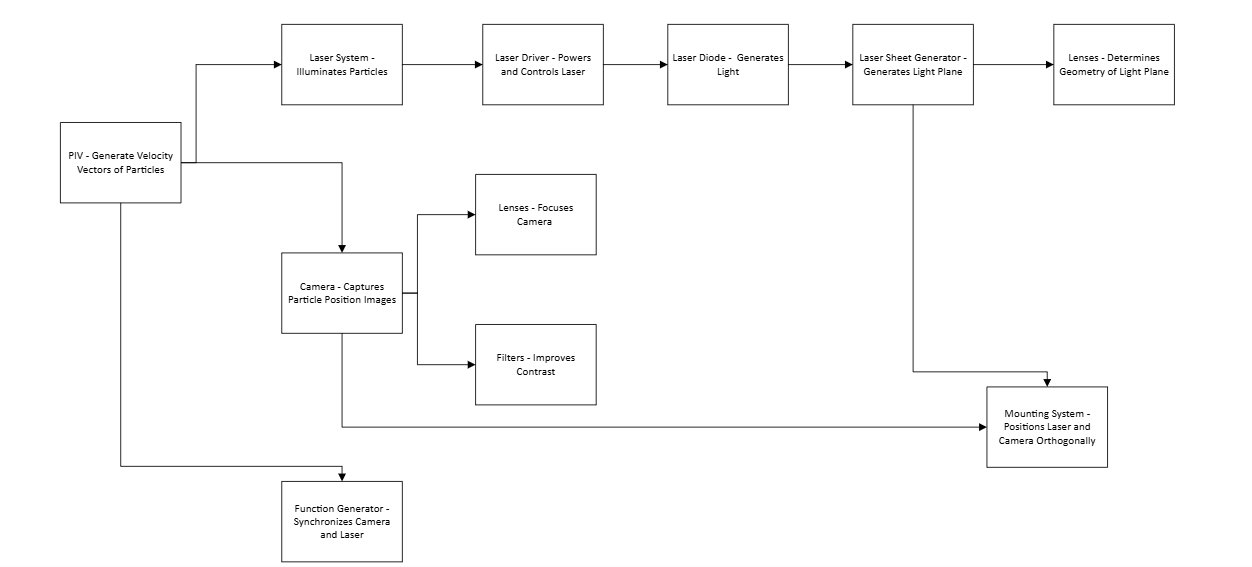 Laser System -
Illuminates Particles
Laser Driver - Powers
and Controls Laser
Laser Diode -  Generates
Light
Laser Sheet Generator -
Generates Light Plane
Lenses - Determines
Geometry of Light Plane
PIV - Generate Velocity
Vectors of Particles
Lenses - Focuses
Camera
Camera - Captures
Particle Position Images
Filters - Improves
Contrast
Mounting System -
Positions Laser and
Camera Orthogonally
Function Generator -
Synchronizes Camera
and Laser